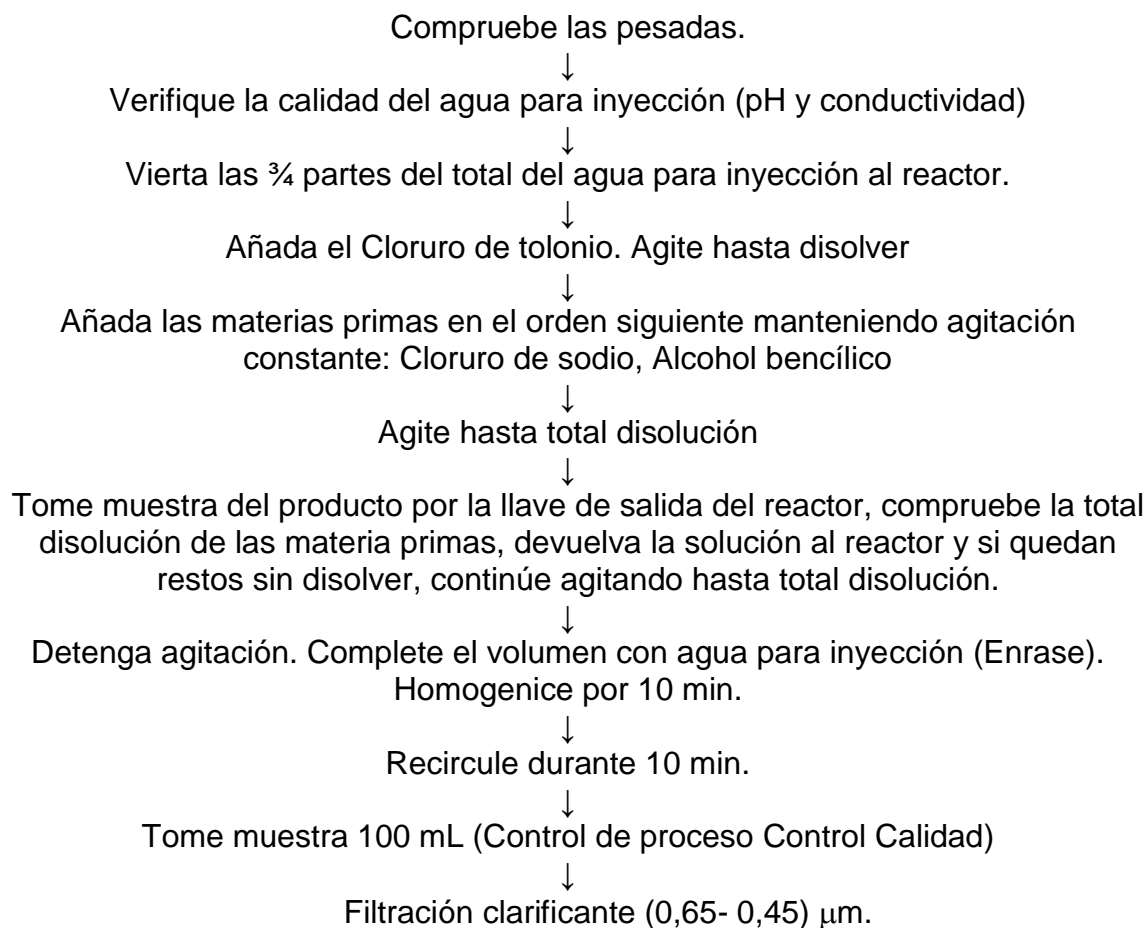 Compruebe las pesadas.
↓
Verifique la calidad del agua para inyección (pH y conductividad)
↓
Vierta las ¾ partes del total del agua para inyección al reactor.
↓
Añada el Cloruro de tolonio. Agite hasta disolver
↓
Añada las materias primas en el orden siguiente manteniendo agitación
constante: Cloruro de sodio, Alcohol bencílico
↓
Agite hasta total disolución
↓
Tome muestra del producto por la llave de salida del reactor, compruebe la total
disolución de las materia primas, devuelva la solución al reactor y si quedan
restos sin disolver, continúe agitando hasta total disolución.
↓
Detenga agitación. Complete el volumen con agua para inyección (Enrase).
Homogenice por 10 min.
↓
Recircule durante 10 min.
↓
Tome muestra 100 mL (Control de proceso Control Calidad)
↓
Filtración clarificante (0,65- 0,45) μm.